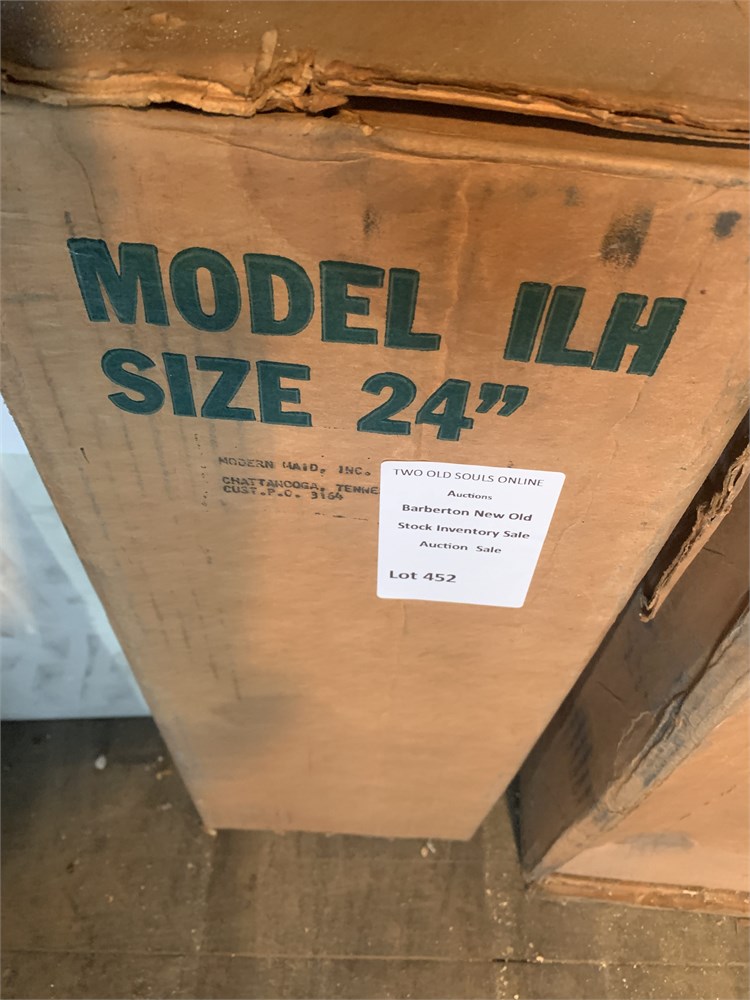 MODEL ILH
SIZE 24”
MODERN MAID, INC.
CHATTANOOGA, TENNE
CUST.P.O. 3164
TWO OLD SOULS ONLINE
Auctions
Barberton New Old
Stock Inventory Sale
Auction Sale
Lot 452